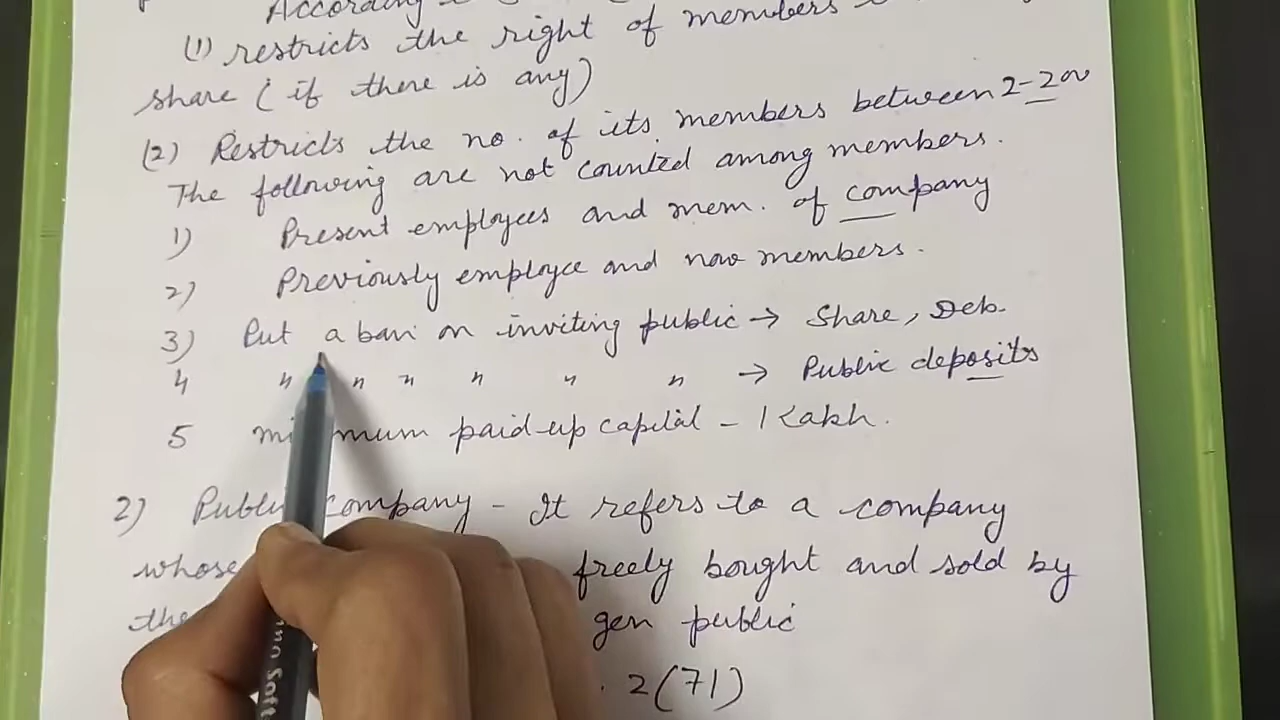 According
(1) restricts the right of members
share (if there is any)
(2) Restricts the no. of its members between 2-200
The following are not counted among members.
1) Present employees and mem. of company
2) Previously employee and now members.
3) Put a ban on inviting public → Share, Deb.
4 " " " " " " → Public deposits
5 minimum paid-up capital - 1 Lakh.
2) Public company - It refers to a company
whose freely bought and sold by
the gen public
. 2(71)